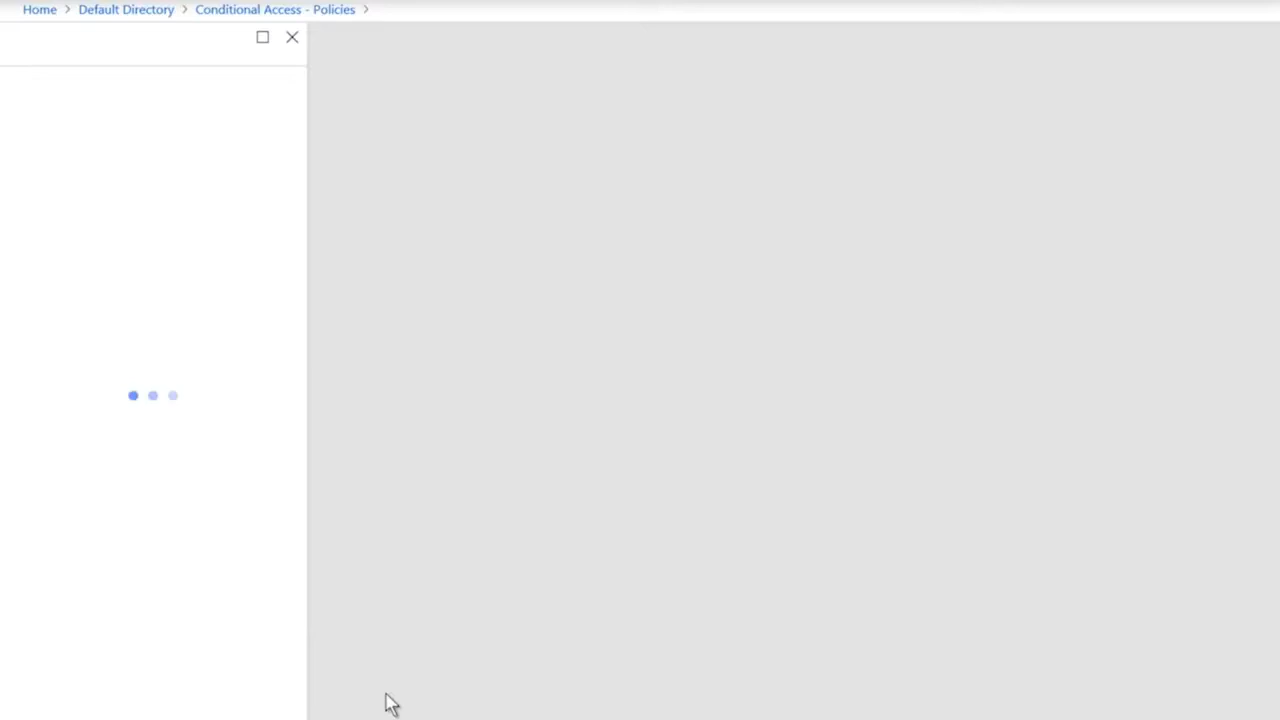 Home > Default Directory > Conditional Access - Policies >